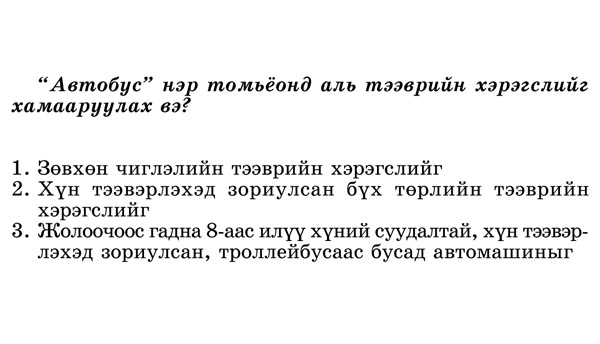 “Автобус” нэр томьёонд аль тээврийн хэрэгслийг
хамааруулах вэ?
1. Зөвхөн чиглэлийн тээврийн хэрэгслийг
2. Хүн тээвэрлэхэд зориулсан бүх төрлийн тээврийн
хэрэгслийг
3. Жолоочоос гадна 8-аас илүү хүний суудалтай, хүн тээвэр-
лэхэд зориулсан, троллейбусаас бусад автомашиныг